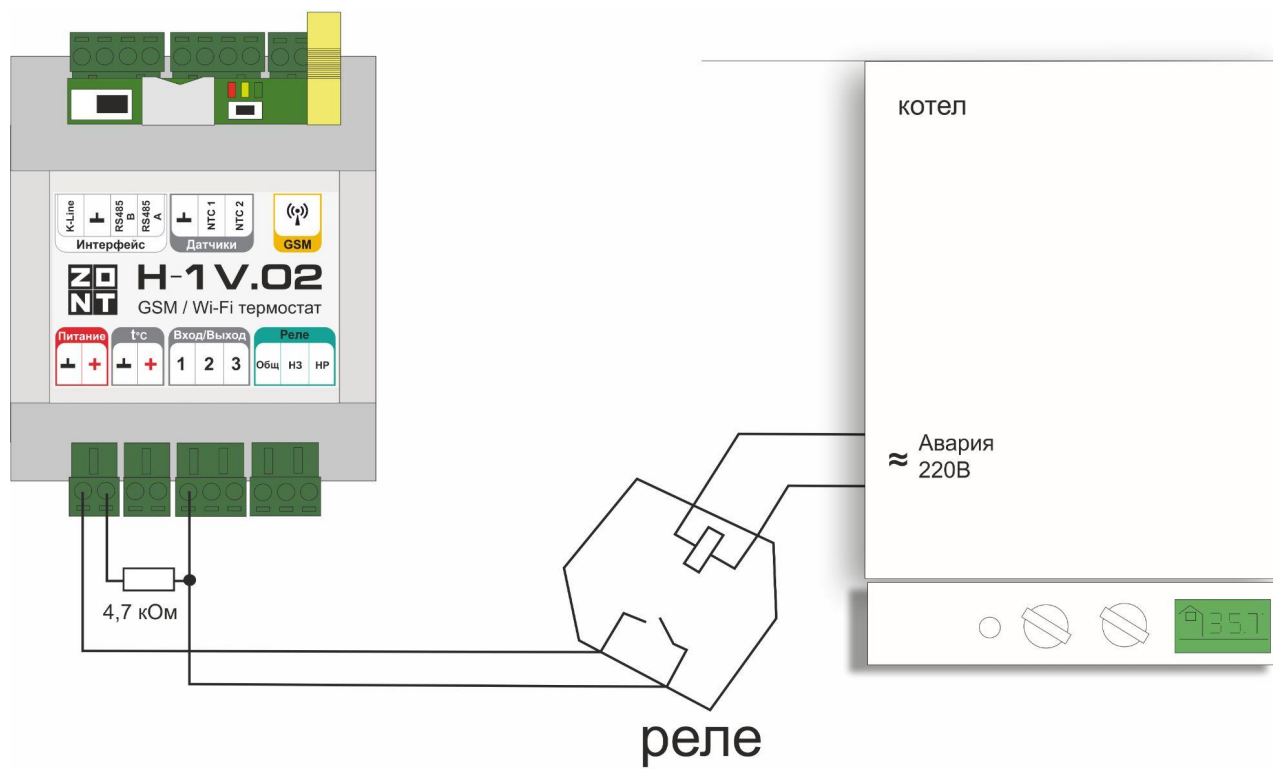 котел
K-Line
RS485 B
RS485 A
NTC 1
NTC 2
Интерфейс
Датчики
GSM
ZONT
H-1 V.02
GSM / Wi-Fi термостат
Питание
t°C
Вход/Выход
Реле
+
+
1
2
3
Общ
НЗ
НР
≈ Авария
220В
4,7 кОм
35.7
реле